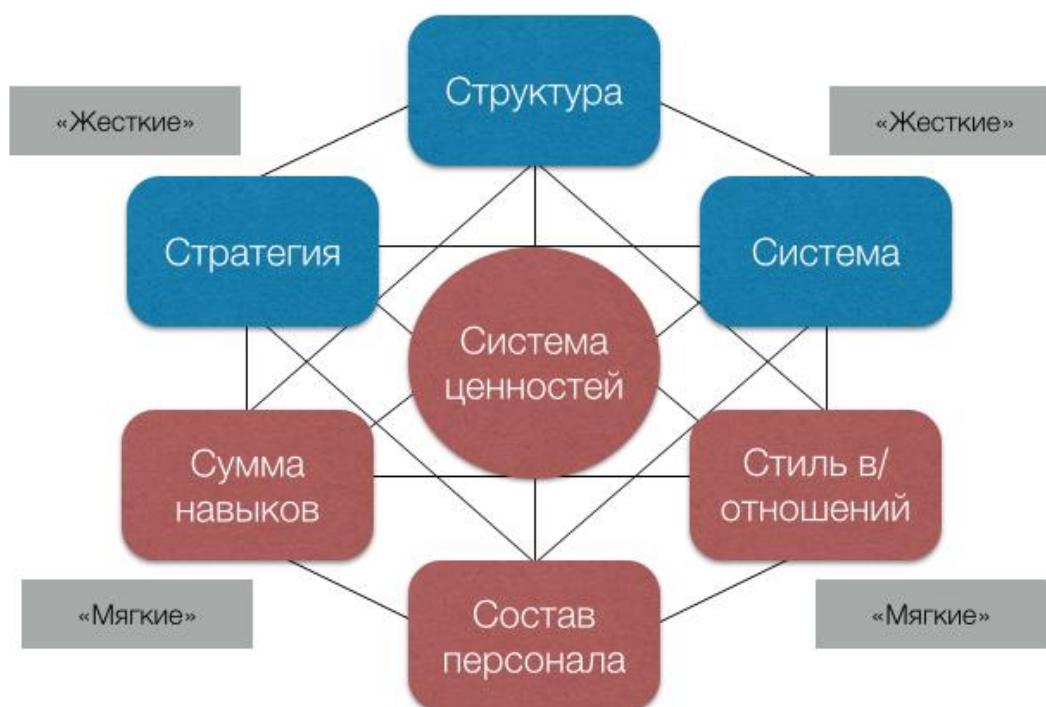 Структура
«Жесткие»
«Жесткие»
Стратегия
Система
Система
ценностей
Сумма
навыков
Стиль в/
отношений
«Мягкие»
«Мягкие»
Состав
персонала